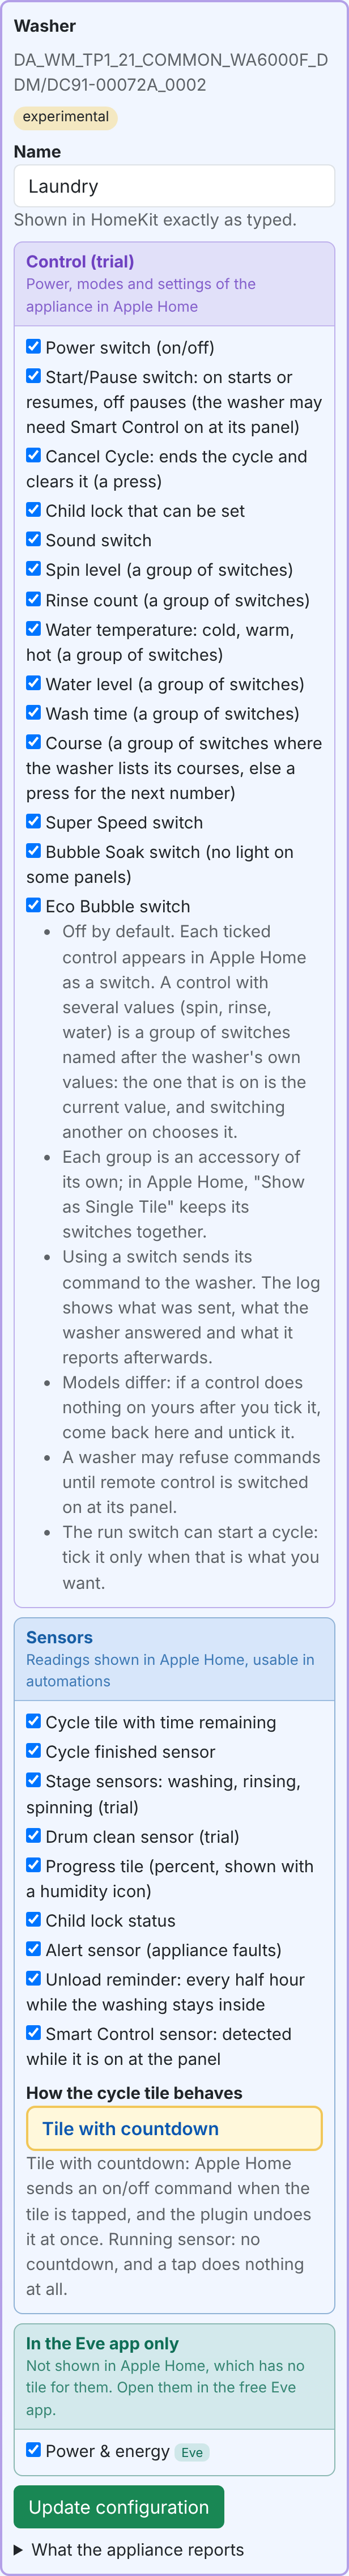 Washer
DA_WM_TP1_21_COMMON_WA6000F_D
DM/DC91-00072A_0002
experimental
Name
Laundry
Shown in HomeKit exactly as typed.
Control (trial)
Power, modes and settings of the
appliance in Apple Home
Power switch (on/off)
Start/Pause switch: on starts or
resumes, off pauses (the washer may
need Smart Control on at its panel)
Cancel Cycle: ends the cycle and
clears it (a press)
Child lock that can be set
Sound switch
Spin level (a group of switches)
Rinse count (a group of switches)
Water temperature: cold, warm,
hot (a group of switches)
Water level (a group of switches)
Wash time (a group of switches)
Course (a group of switches where
the washer lists its courses, else a
press for the next number)
Super Speed switch
Bubble Soak switch (no light on
some panels)
Eco Bubble switch
• Off by default. Each ticked
control appears in Apple Home
as a switch. A control with
several values (spin, rinse,
water) is a group of switches
named after the washer's own
values: the one that is on is the
current value, and switching
another on chooses it.
• Each group is an accessory of
its own; in Apple Home, "Show
as Single Tile" keeps its
switches together.
• Using a switch sends its
command to the washer. The log
shows what was sent, what the
washer answered and what it
reports afterwards.
• Models differ: if a control does
nothing on yours after you tick it,
come back here and untick it.
• A washer may refuse commands
until remote control is switched
on at its panel.
• The run switch can start a cycle:
tick it only when that is what you
want.
Sensors
Readings shown in Apple Home, usable in
automations
Cycle tile with time remaining
Cycle finished sensor
Stage sensors: washing, rinsing,
spinning (trial)
Drum clean sensor (trial)
Progress tile (percent, shown with
a humidity icon)
Child lock status
Alert sensor (appliance faults)
Unload reminder: every half hour
while the washing stays inside
Smart Control sensor: detected
while it is on at the panel
How the cycle tile behaves
Tile with countdown
Tile with countdown: Apple Home
sends an on/off command when the
tile is tapped, and the plugin undoes
it at once. Running sensor: no
countdown, and a tap does nothing
at all.
In the Eve app only
Not shown in Apple Home, which has no
tile for them. Open them in the free Eve
app.
Power & energy Eve
Update configuration
▶ What the appliance reports